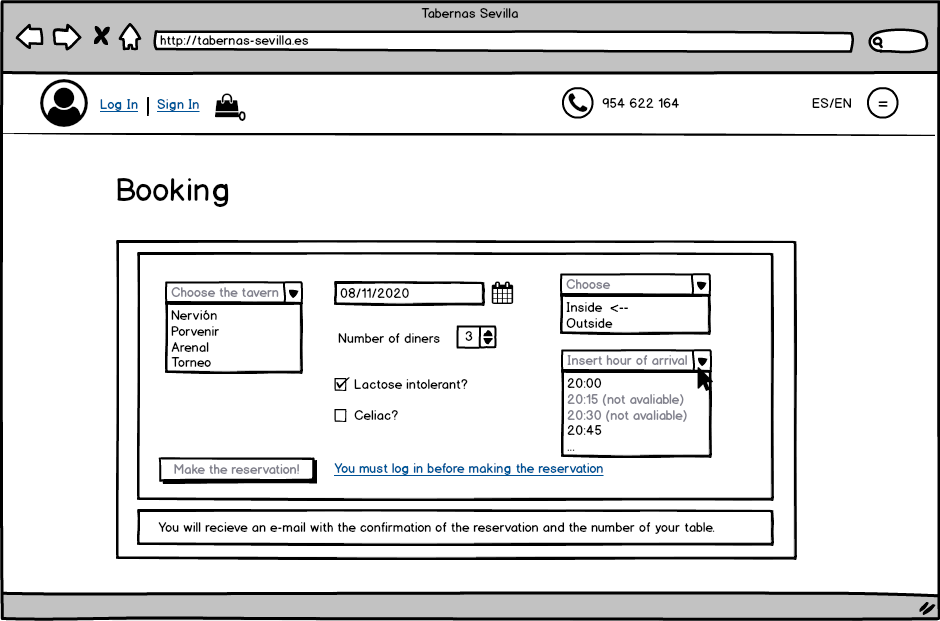 Tabernas Sevilla
http://tabernas-sevilla.es
Log In | Sign In
954 622 164
ES/EN
Booking
Choose the tavern
Nervión
Porvenir
Arenal
Torneo
08/11/2020
Number of diners 3
Lactose intolerant?
Celiac?
Choose
Inside <--
Outside
Insert hour of arrival
20:00
20:15 (not avaliable)
20:30 (not avaliable)
20:45
...
Make the reservation!
You must log in before making the reservation
You will recieve an e-mail with the confirmation of the reservation and the number of your table.